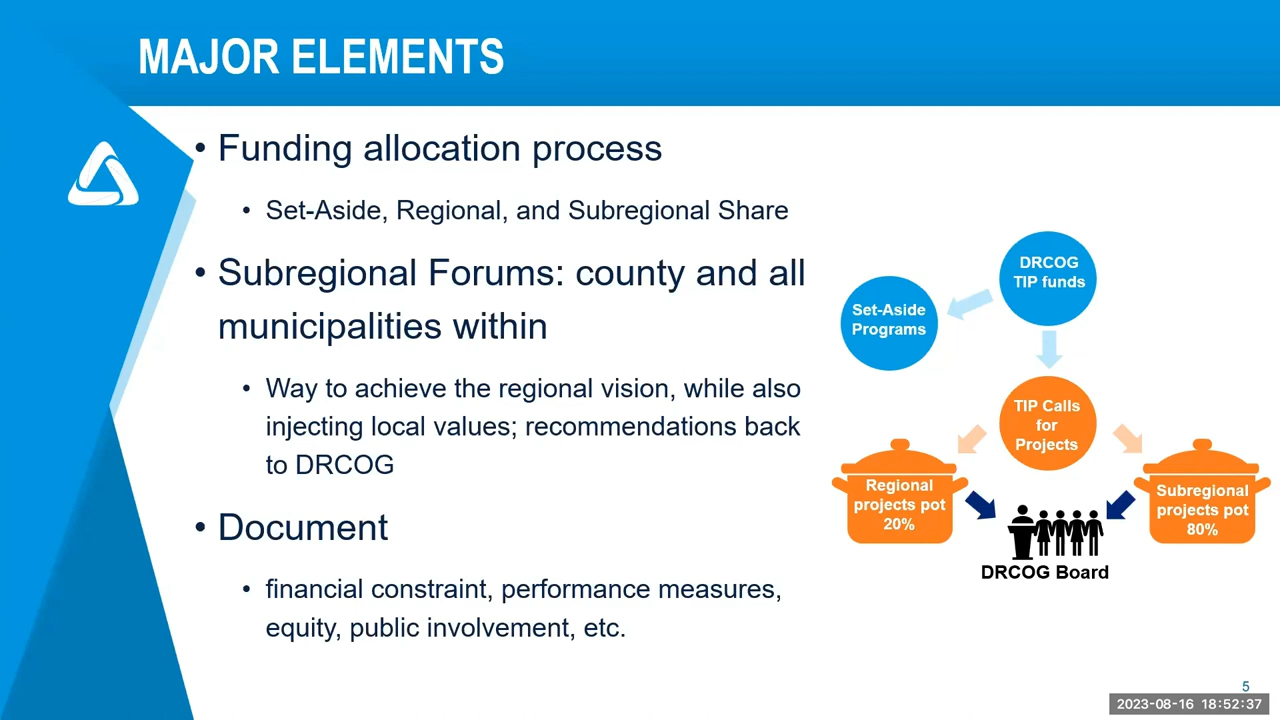 MAJOR ELEMENTS
• Funding allocation process
• Set-Aside, Regional, and Subregional Share
• Subregional Forums: county and all
municipalities within
• Way to achieve the regional vision, while also
injecting local values; recommendations back
to DRCOG
• Document
• financial constraint, performance measures,
equity, public involvement, etc.
DRCOG
TIP funds
Set-Aside
Programs
TIP Calls
for
Projects
Regional
projects pot
20%
Subregional
projects pot
80%
DRCOG Board
5
2023-08-16 18:52:37